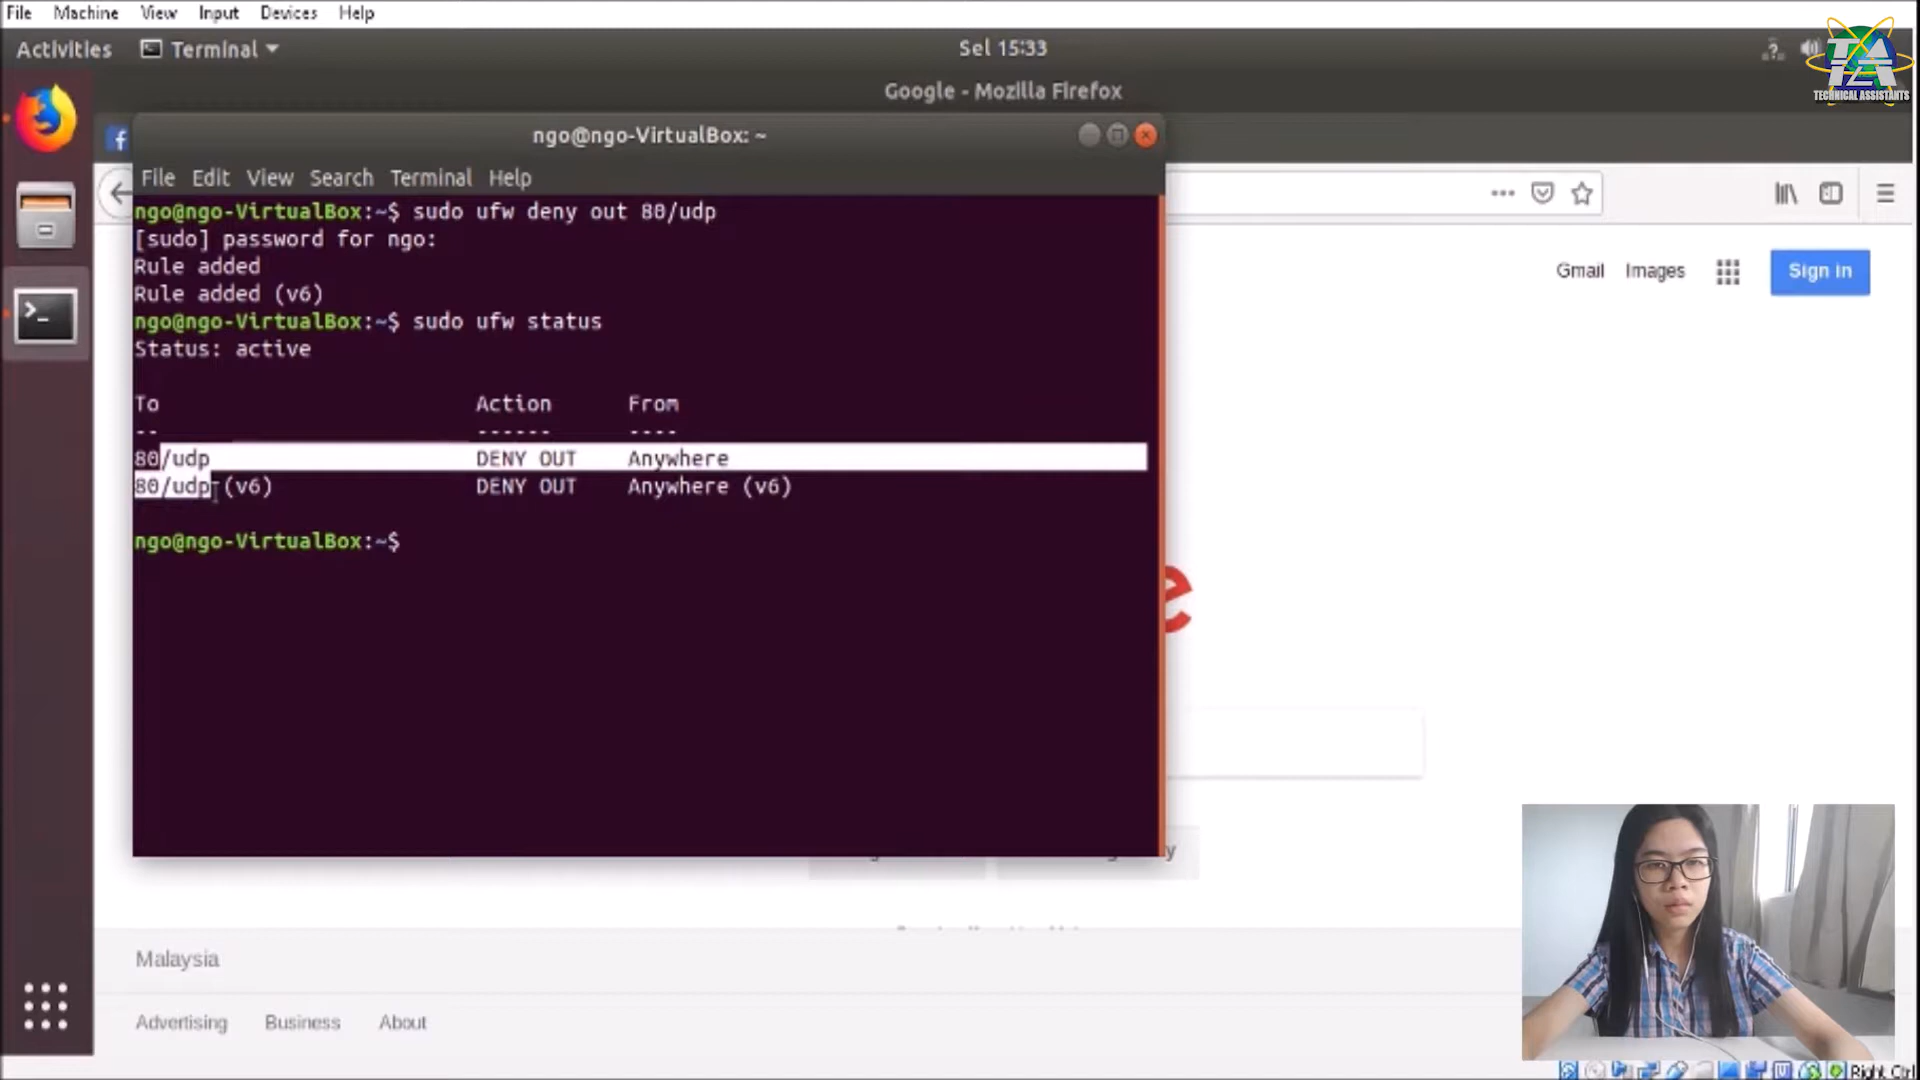 File Machine View Input Devices Help
Activities Terminal Sel 15:33
TA
TECHNICAL ASSISTANTS
Google - Mozilla Firefox
f
ngo@ngo-VirtualBox: ~
File Edit View Search Terminal Help
ngo@ngo-VirtualBox:~$ sudo ufw deny out 80/udp
[sudo] password for ngo:
Rule added
Rule added (v6)
ngo@ngo-VirtualBox:~$ sudo ufw status
Status: active
To Action From
-- ------ ----
80/udp DENY OUT Anywhere
80/udp (v6) DENY OUT Anywhere (v6)
ngo@ngo-VirtualBox:~$
Gmail Images Sign in
e
Malaysia
Advertising Business About
Right Ctrl